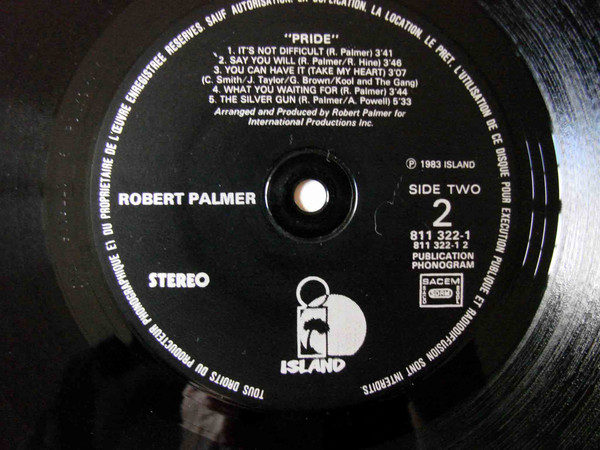 "PRIDE"
1. IT'S NOT DIFFICULT (R. Palmer) 3'41
2. SAY YOU WILL (R. Palmer/R. Hine) 3'46
3. YOU CAN HAVE IT (TAKE MY HEART) 3'07
(C. Smith/J. Taylor/G. Brown/Kool and The Gang)
4. WHAT YOU WAITING FOR (R. Palmer) 3'44
5. THE SILVER GUN (R. Palmer/A. Powell) 5'33
Arranged and Produced by Robert Palmer for
International Productions Inc.
℗ 1983 ISLAND
ROBERT PALMER
SIDE TWO
2
811 322-1
811 322-1 2
PUBLICATION
PHONOGRAM
STEREO
SACEM
SDRM
ISLAND
TOUS DROITS DU PRODUCTEUR PHONOGRAPHIQUE ET DU PROPRIETAIRE DE L'ŒUVRE ENREGISTREE RESERVES. SAUF AUTORISATION, LA DUPLICATION, LA LOCATION, LE PRET, L'UTILISATION DE CE DISQUE POUR EXECUTION PUBLIQUE ET RADIODIFFUSION SONT INTERDITS.